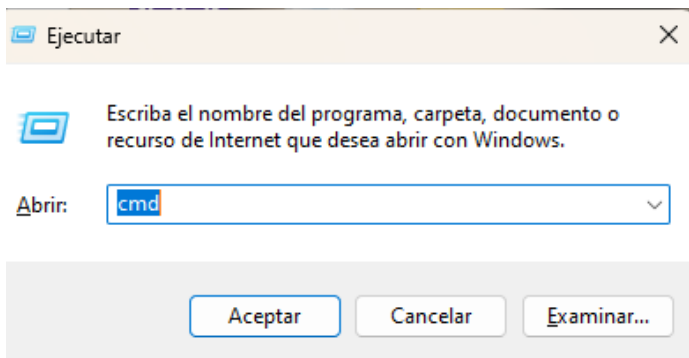 Ejecutar
Escriba el nombre del programa, carpeta, documento o
recurso de Internet que desea abrir con Windows.
Abrir: cmd
Aceptar Cancelar Examinar...